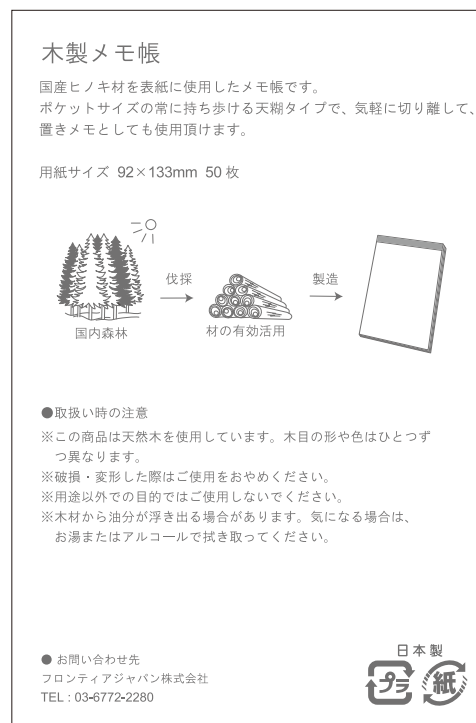 木製メモ帳
国産ヒノキ材を表紙に使用したメモ帳です。
ポケットサイズの常に持ち歩ける天糊タイプで、気軽に切り離して、
置きメモとしても使用頂けます。
用紙サイズ 92×133mm 50 枚
伐採
製造
国内森林
材の有効活用
●取扱い時の注意
※この商品は天然木を使用しています。木目の形や色はひとつず
つ異なります。
※破損・変形した際はご使用をおやめください。
※用途以外での目的ではご使用しないでください。
※木材から油分が浮き出る場合があります。気になる場合は、
お湯またはアルコールで拭き取ってください。
● お問い合わせ先
フロンティアジャパン株式会社
TEL : 03-6772-2280
日本製
プラ 紙